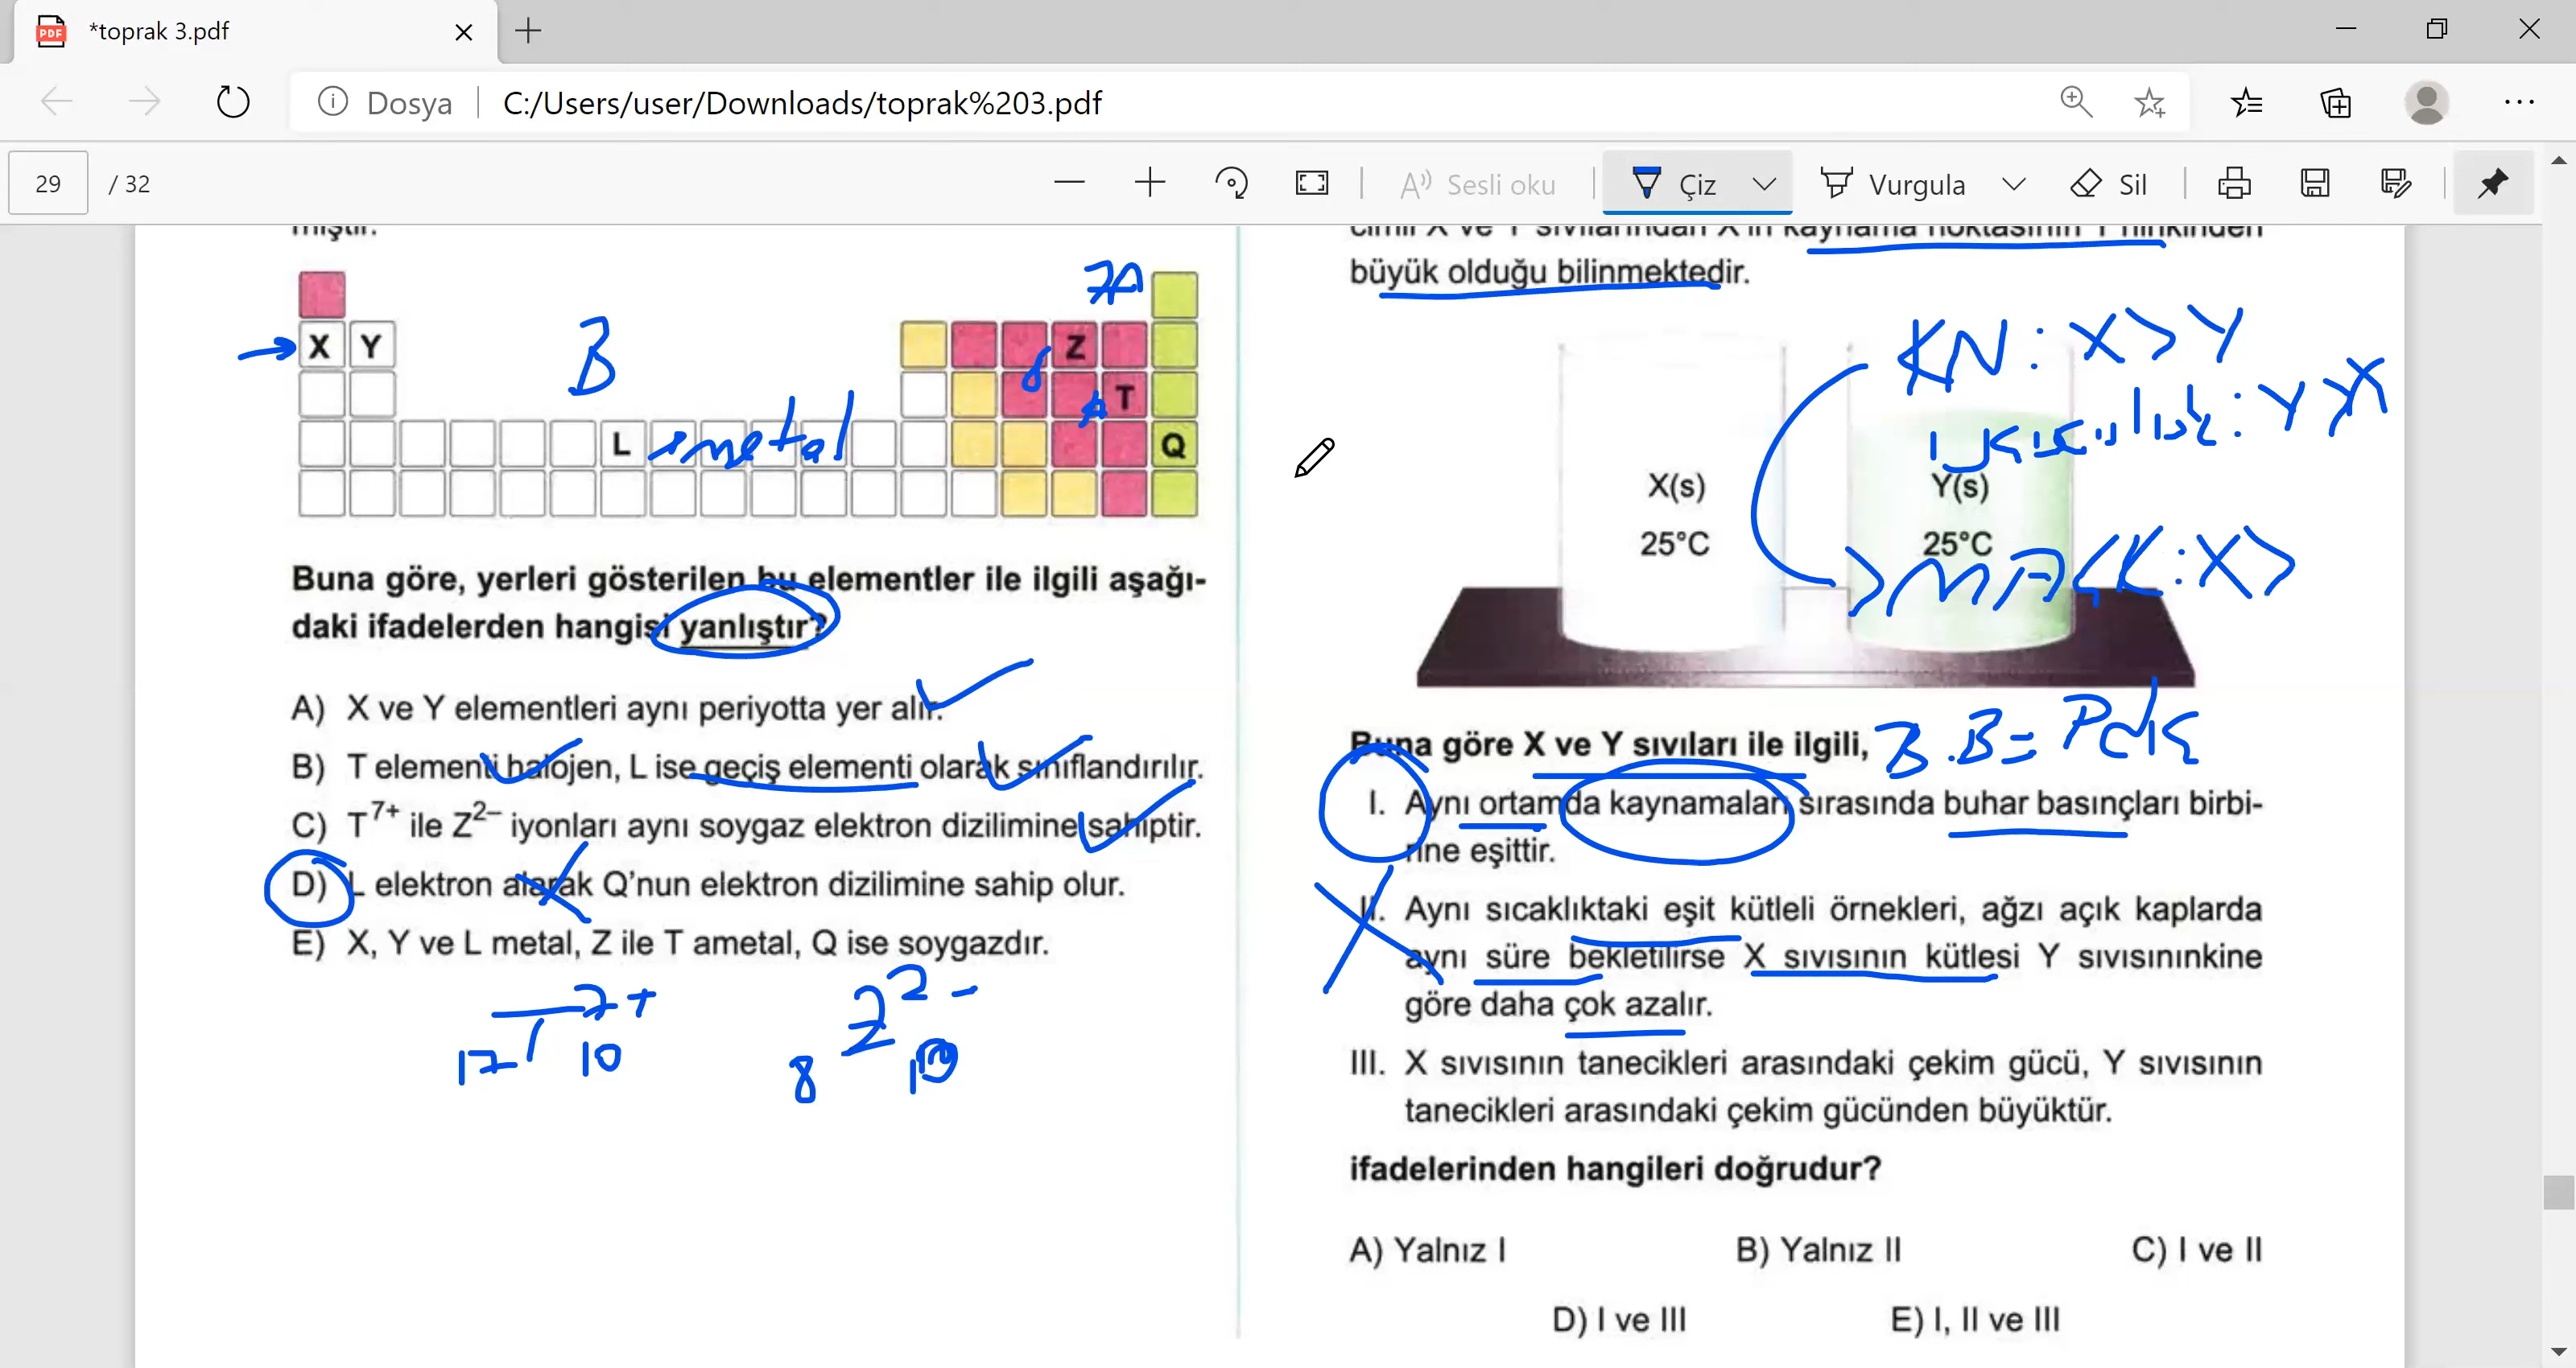 *toprak 3.pdf
Dosya
C:/Users/user/Downloads/toprak%203.pdf
29
/ 32
Sesli oku
Çiz
Vurgula
Sil
mıştır.
7A
X Y
B
Z
8
T
L
metal
Q
Buna göre, yerleri gösterilen bu elementler ile ilgili aşağı-
daki ifadelerden hangisi yanlıştır?
A) X ve Y elementleri aynı periyotta yer alır.
B) T elementi halojen, L ise geçiş elementi olarak sınıflandırılır.
C) T7+ ile Z2– iyonları aynı soygaz elektron dizilimine sahiptir.
D) L elektron alarak Q'nun elektron dizilimine sahip olur.
E) X, Y ve L metal, Z ile T ametal, Q ise soygazdır.
17 T 7+ 10
8 Z 2-
büyük olduğu bilinmektedir.
KN: X>Y
X(s)
25°C
Y(s)
25°C
Buna göre X ve Y sıvıları ile ilgili,
B.B= Pdış
I. Aynı ortamda kaynamaları sırasında buhar basınçları birbi-
rine eşittir.
II. Aynı sıcaklıktaki eşit kütleli örnekleri, ağzı açık kaplarda
aynı süre bekletilirse X sıvısının kütlesi Y sıvısınınkine
göre daha çok azalır.
III. X sıvısının tanecikleri arasındaki çekim gücü, Y sıvısının
tanecikleri arasındaki çekim gücünden büyüktür.
ifadelerinden hangileri doğrudur?
A) Yalnız I
B) Yalnız II
C) I ve II
D) I ve III
E) I, II ve III